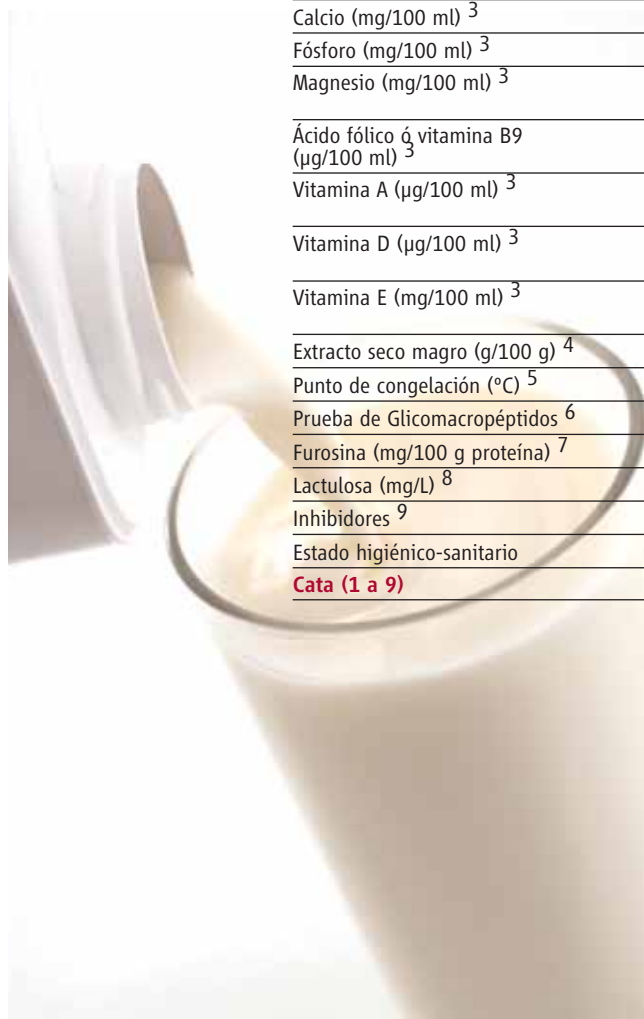 Calcio (mg/100 ml) 3
Fósforo (mg/100 ml) 3
Magnesio (mg/100 ml) 3
Ácido fólico ó vitamina B9
(µg/100 ml) 3
Vitamina A (µg/100 ml) 3
Vitamina D (µg/100 ml) 3
Vitamina E (mg/100 ml) 3
Extracto seco magro (g/100 g) 4
Punto de congelación (ºC) 5
Prueba de Glicomacropéptidos 6
Furosina (mg/100 g proteína) 7
Lactulosa (mg/L) 8
Inhibidores 9
Estado higiénico-sanitario
Cata (1 a 9)